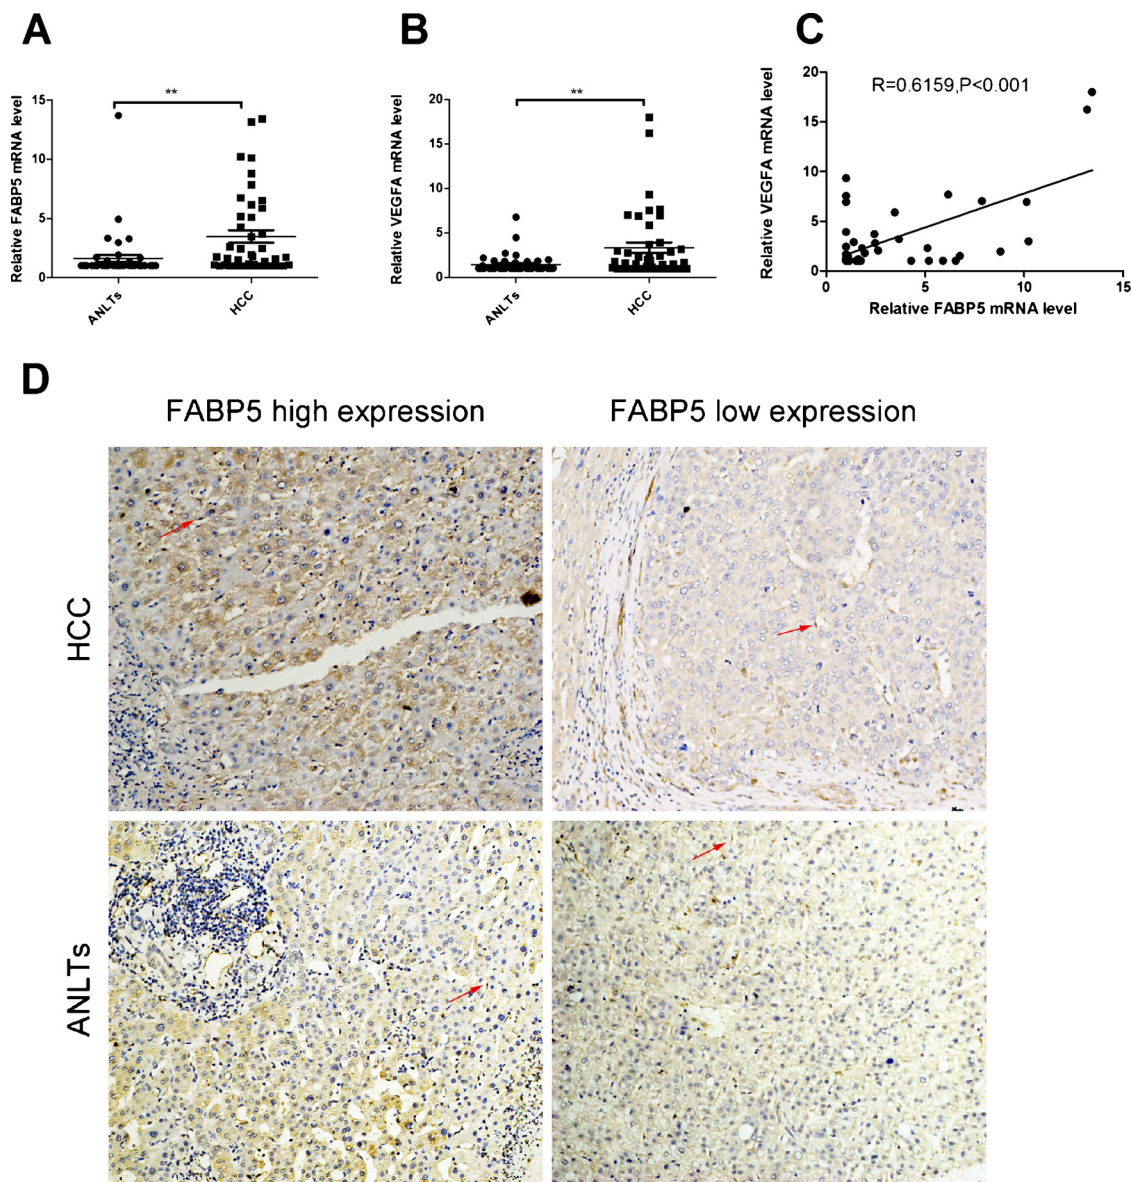 A
B
C
Relative FABP5 mRNA level
15
10
5
0
**
ANLTs
HCC
Relative VEGFA mRNA level
20
15
10
5
0
**
ANLTs
HCC
Relative VEGFA mRNA level
20
15
10
5
0
R=0.6159,P<0.001
0
5
10
15
Relative FABP5 mRNA level
D
FABP5 high expression
FABP5 low expression
HCC
ANLTs